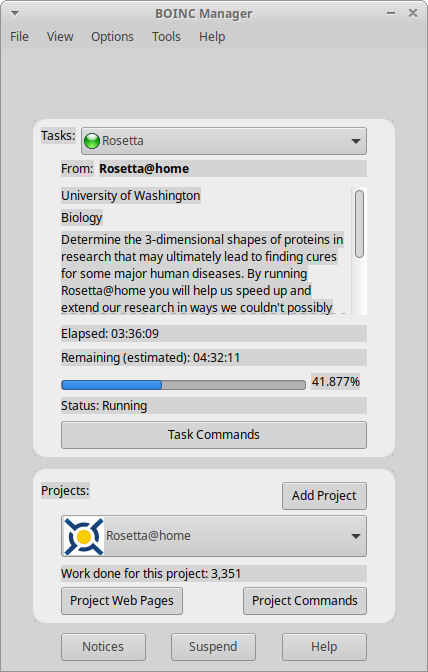 BOINC Manager
File View Options Tools Help
Tasks: Rosetta
From: Rosetta@home
University of Washington
Biology
Determine the 3-dimensional shapes of proteins in
research that may ultimately lead to finding cures
for some major human diseases. By running
Rosetta@home you will help us speed up and
extend our research in ways we couldn't possibly
Elapsed: 03:36:09
Remaining (estimated): 04:32:11
41.877%
Status: Running
Task Commands
Projects:
Add Project
Rosetta@home
Work done for this project: 3,351
Project Web Pages Project Commands
Notices Suspend Help